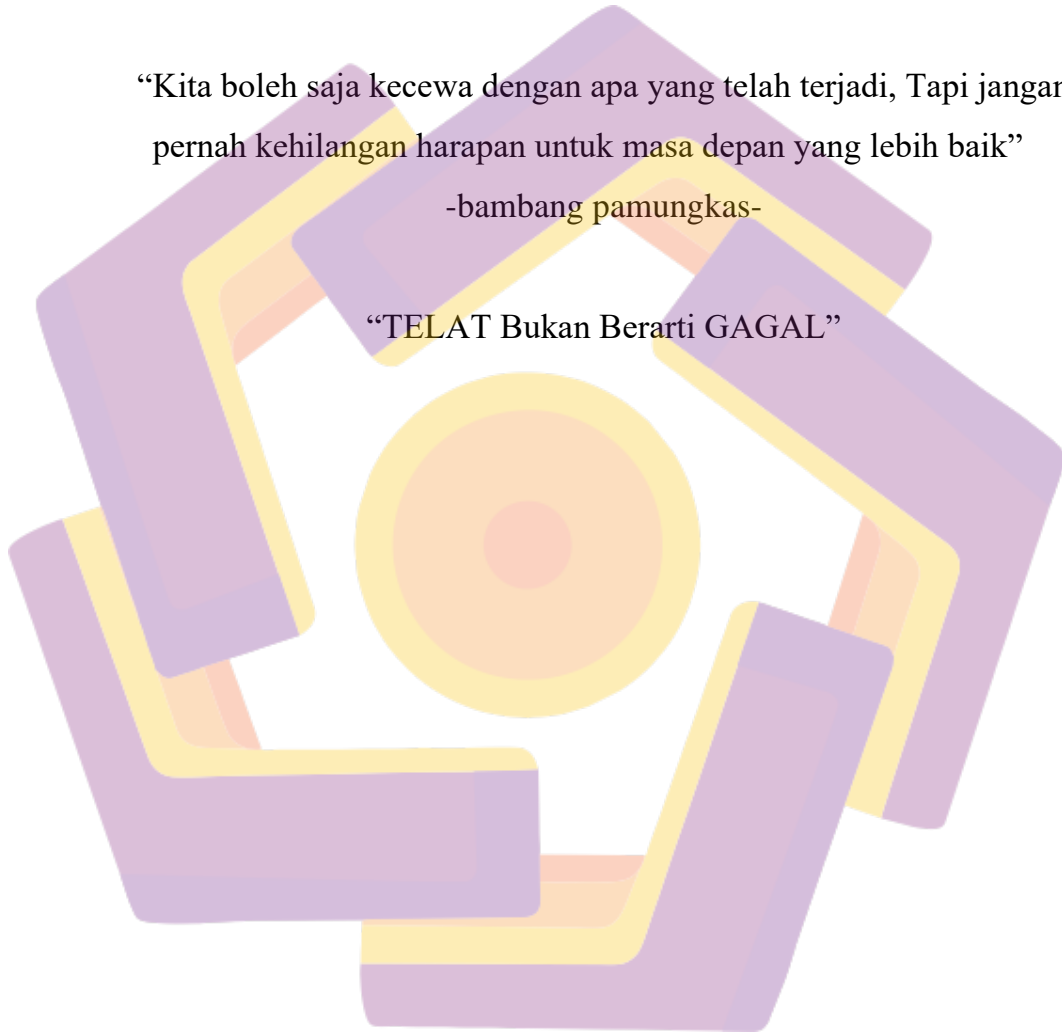 “Kita boleh saja kecewa dengan apa yang telah terjadi, Tapi jangan
pernah kehilangan harapan untuk masa depan yang lebih baik”
-bambang pamungkas-
“TELAT Bukan Berarti GAGAL”